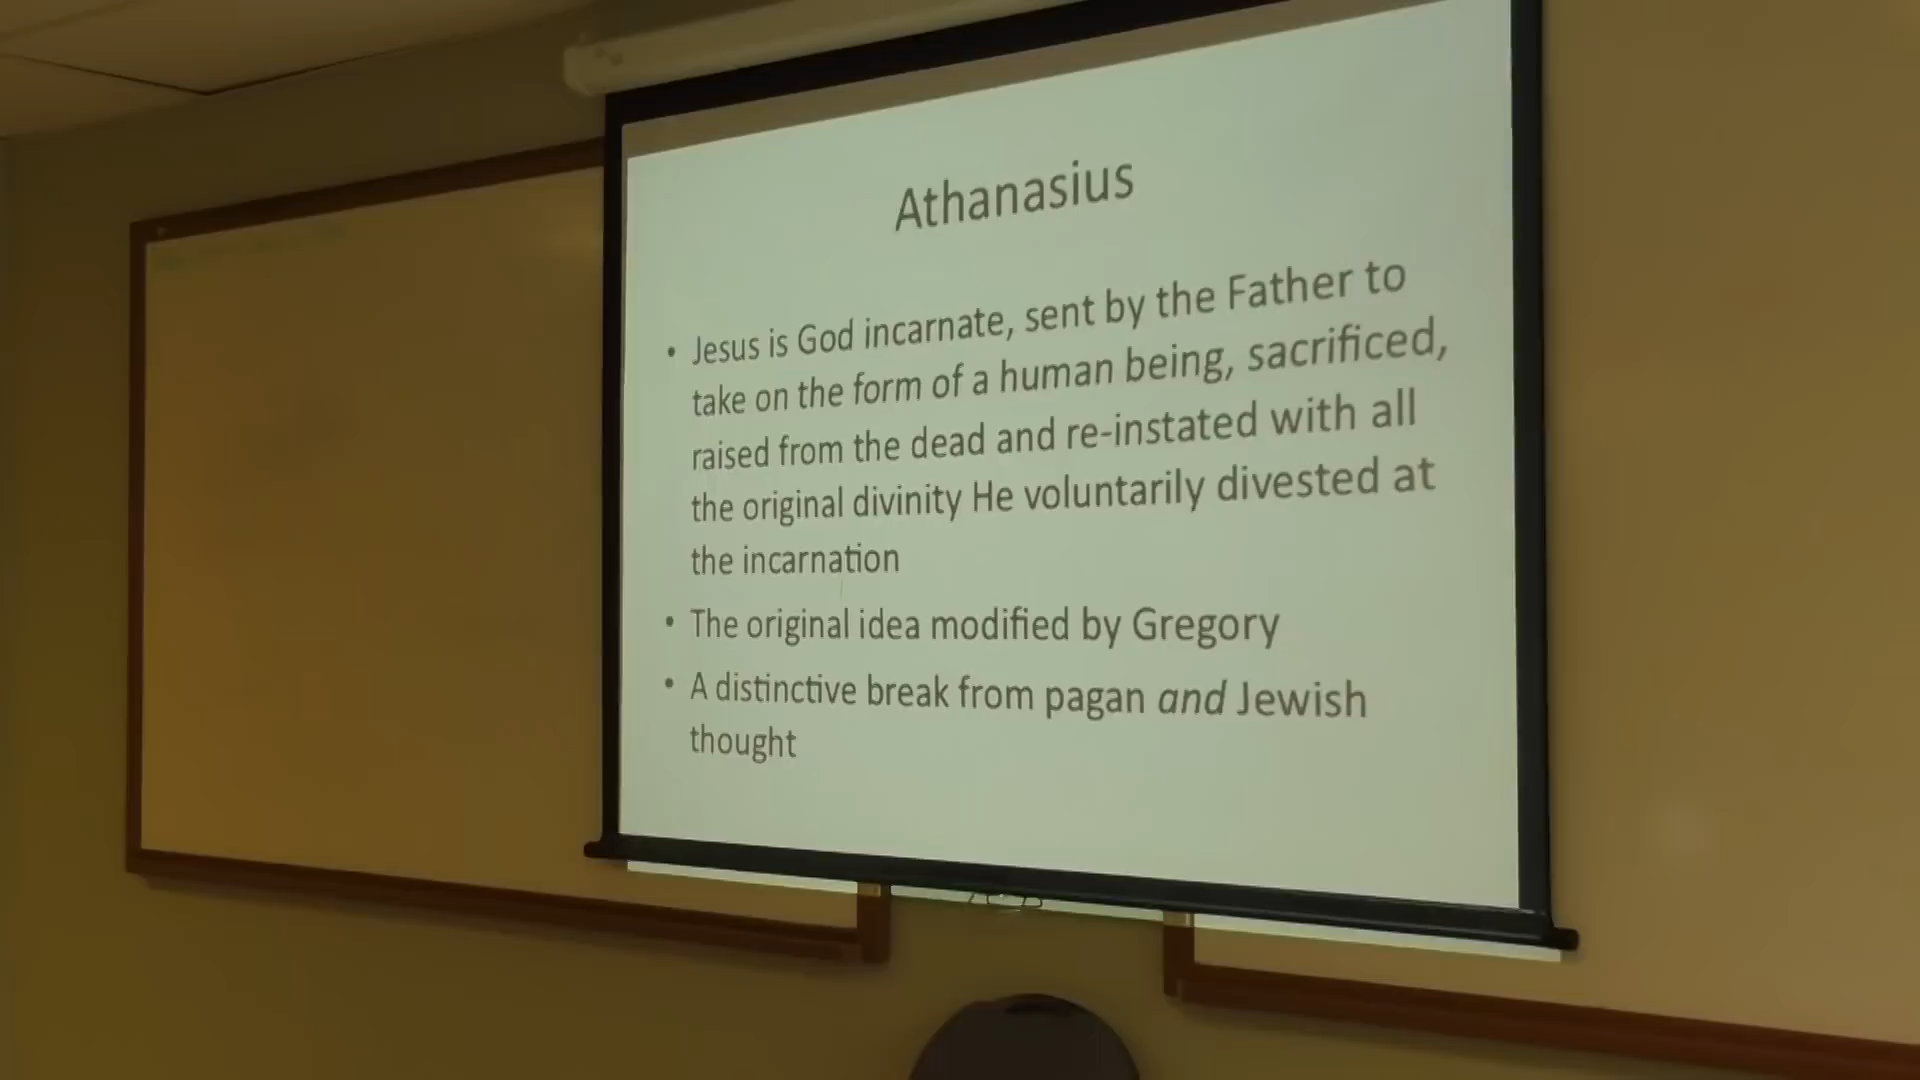 Athanasius
• Jesus is God incarnate, sent by the Father to
take on the form of a human being, sacrificed,
raised from the dead and re-instated with all
the original divinity He voluntarily divested at
the incarnation
• The original idea modified by Gregory
• A distinctive break from pagan and Jewish
thought